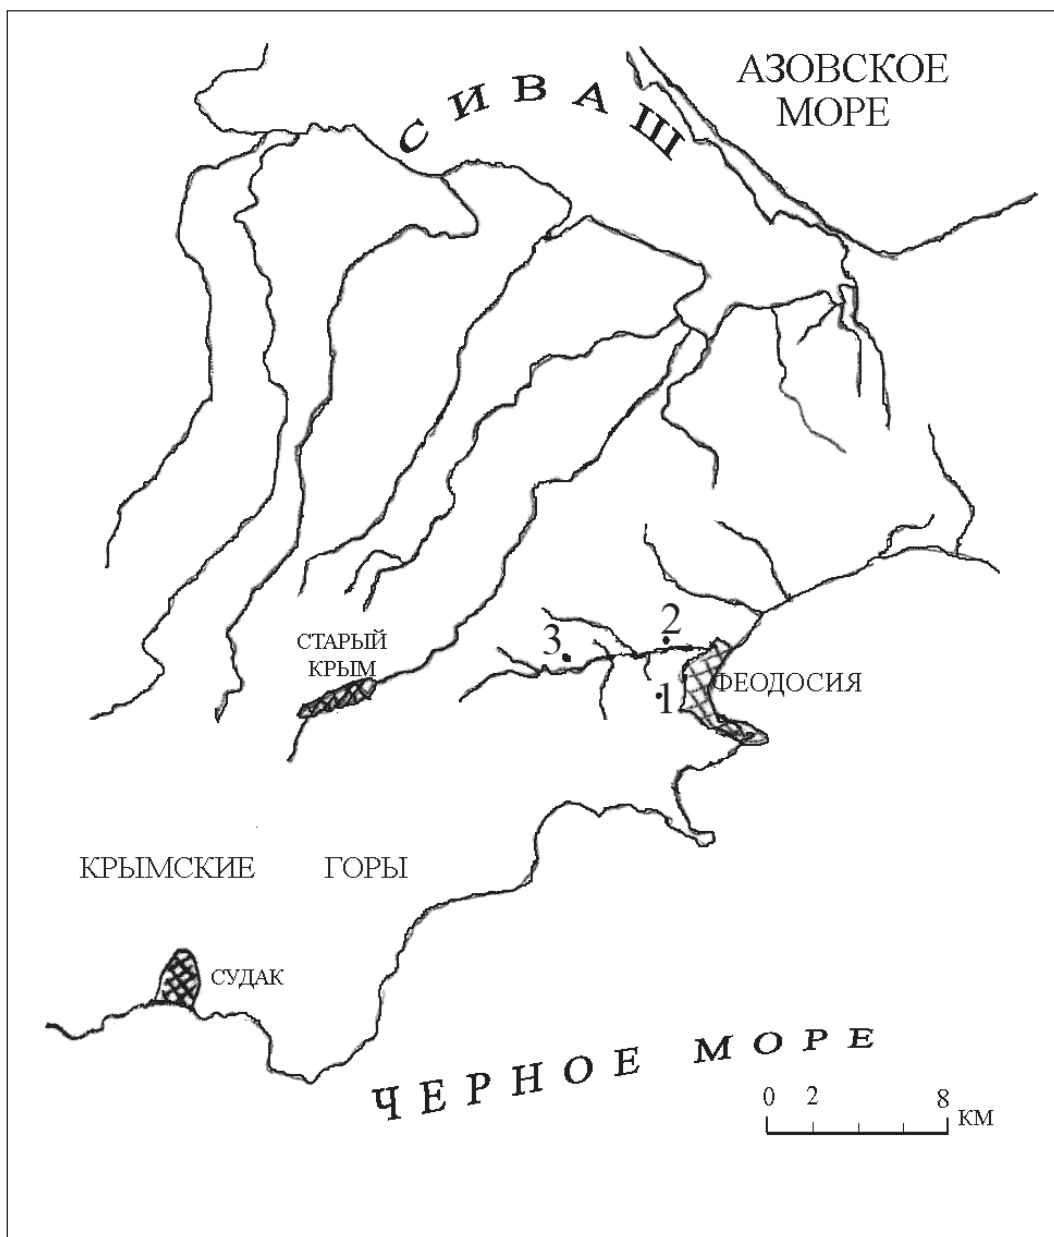 АЗОВСКОЕ
МОРЕ
СИВАШ
СТАРЫЙ
КРЫМ
3
2
1
ФЕОДОСИЯ
КРЫМСКИЕ ГОРЫ
СУДАК
ЧЕРНОЕ МОРЕ
0 2 8
КМ